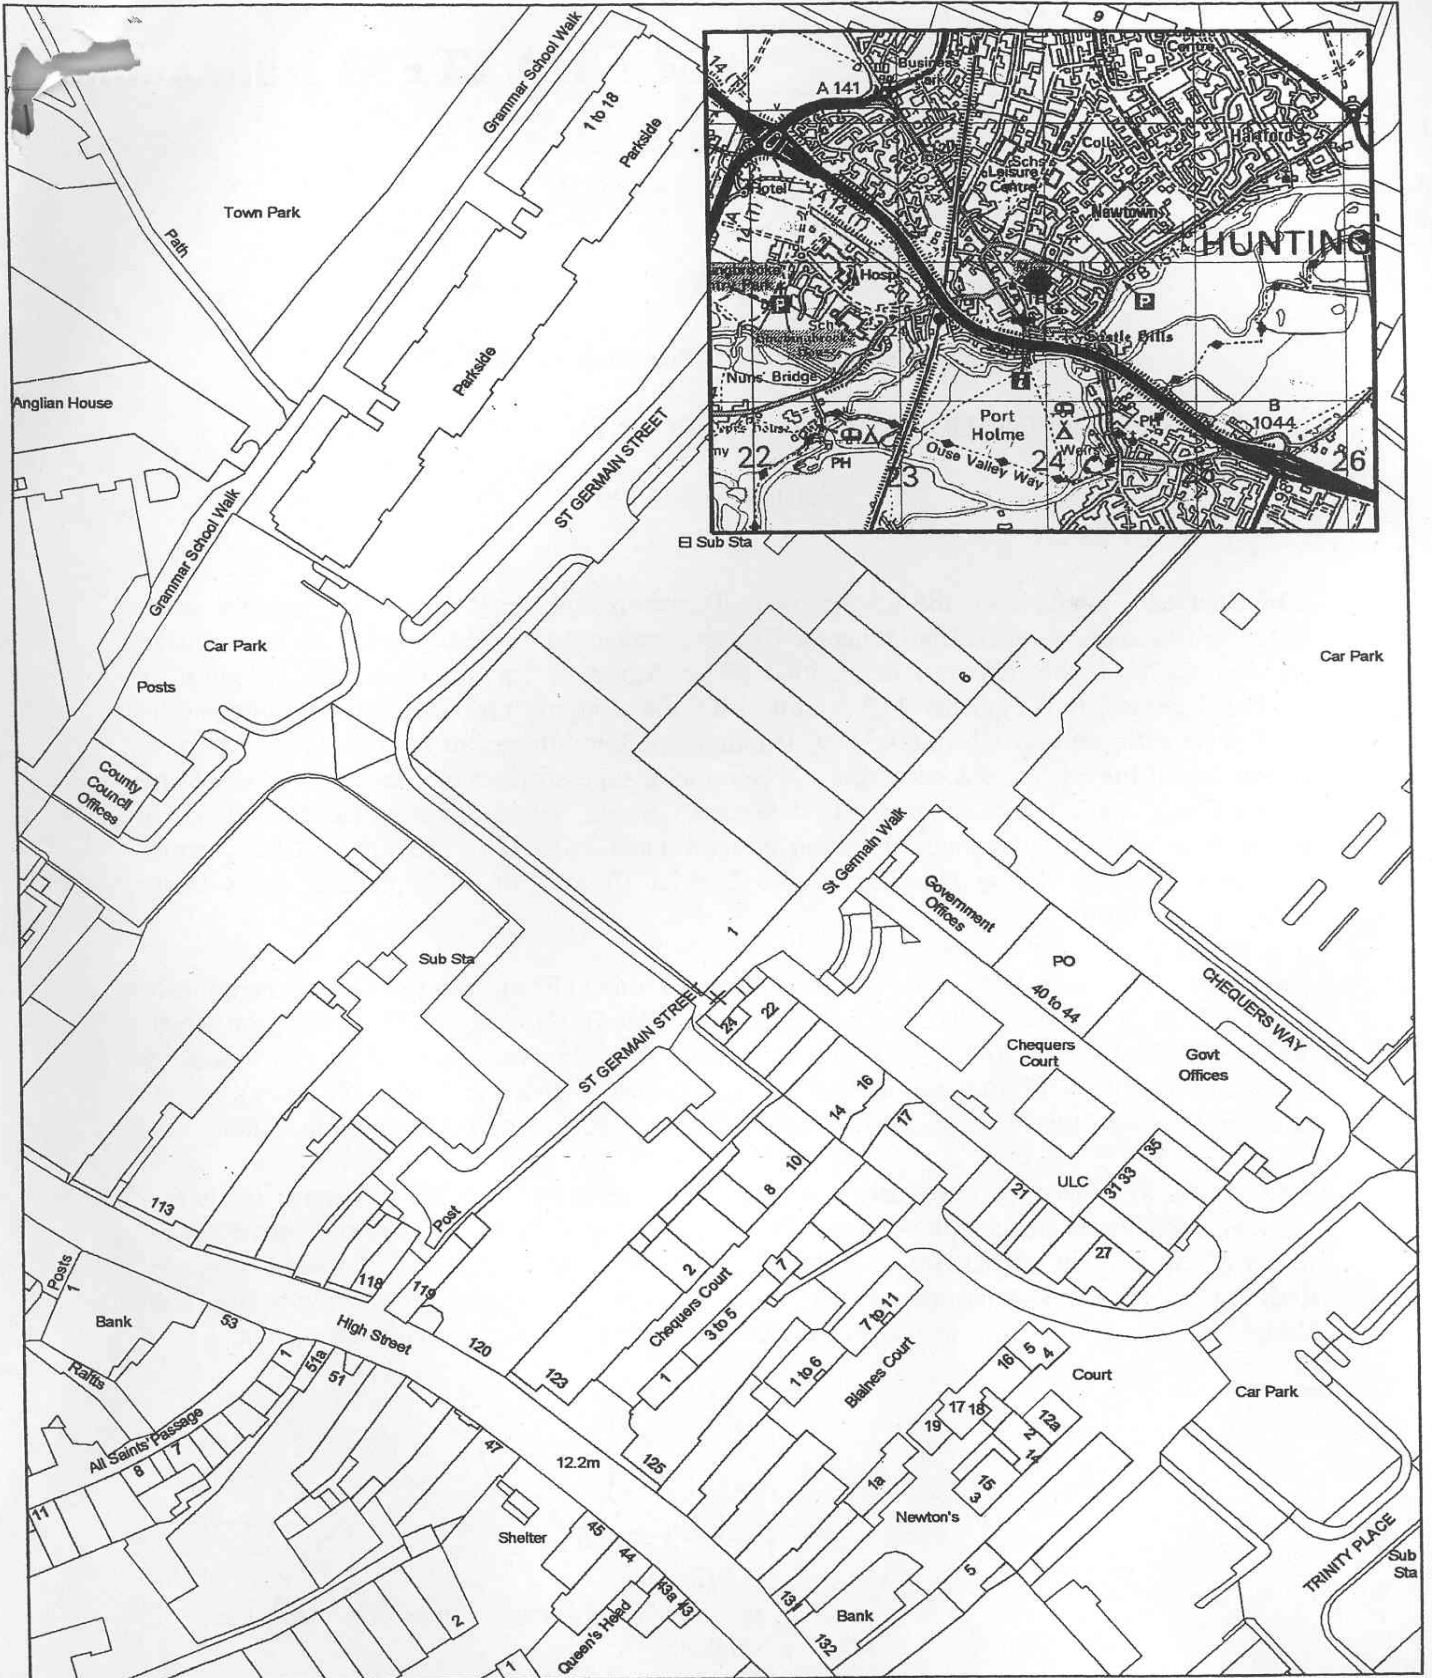 9
Grammar School Walk
1 to 18
Parkside
Town Park
Path
Parkside
Anglian House
ST GERMAIN STREET
Grammar School Walk
A 141
Business
Park
Centre
Hartford
Coll
Schs
Leisure
Centre
Newtown
Hotel
A 14 (T)
HUNTING
Hospl
P
P
Sch
Castle Hills
Nuns' Bridge
Port
Holme
Ouse Valley Way
Weirs
PH
PH
B
1044
22
23
24
26
Sub Sta
Car Park
Car Park
Posts
6
County
Council
Offices
St Germain Walk
Government
Offices
1
Sub Sta
PO
40 to 44
CHEQUERS WAY
ST GERMAIN STREET
24
22
Chequers
Court
Govt
Offices
16
14
17
10
8
35
31 33
ULC
21
27
113
Post
Posts
1
118
119
2
7
Chequers Court
3 to 5
7 to 11
Bank
53
High Street
120
1
51a
51
1 to 6
Blaines Court
16
5
4
Court
Car Park
123
1
All Saints' Passage
7
8
11
47
12.2m
125
17
18
19
12a
2
14
15
3
1a
Newton's
Shelter
45
44
43a
43
131
132
Bank
5
TRINITY PLACE
Sub
Sta
2
Queen's Head
1